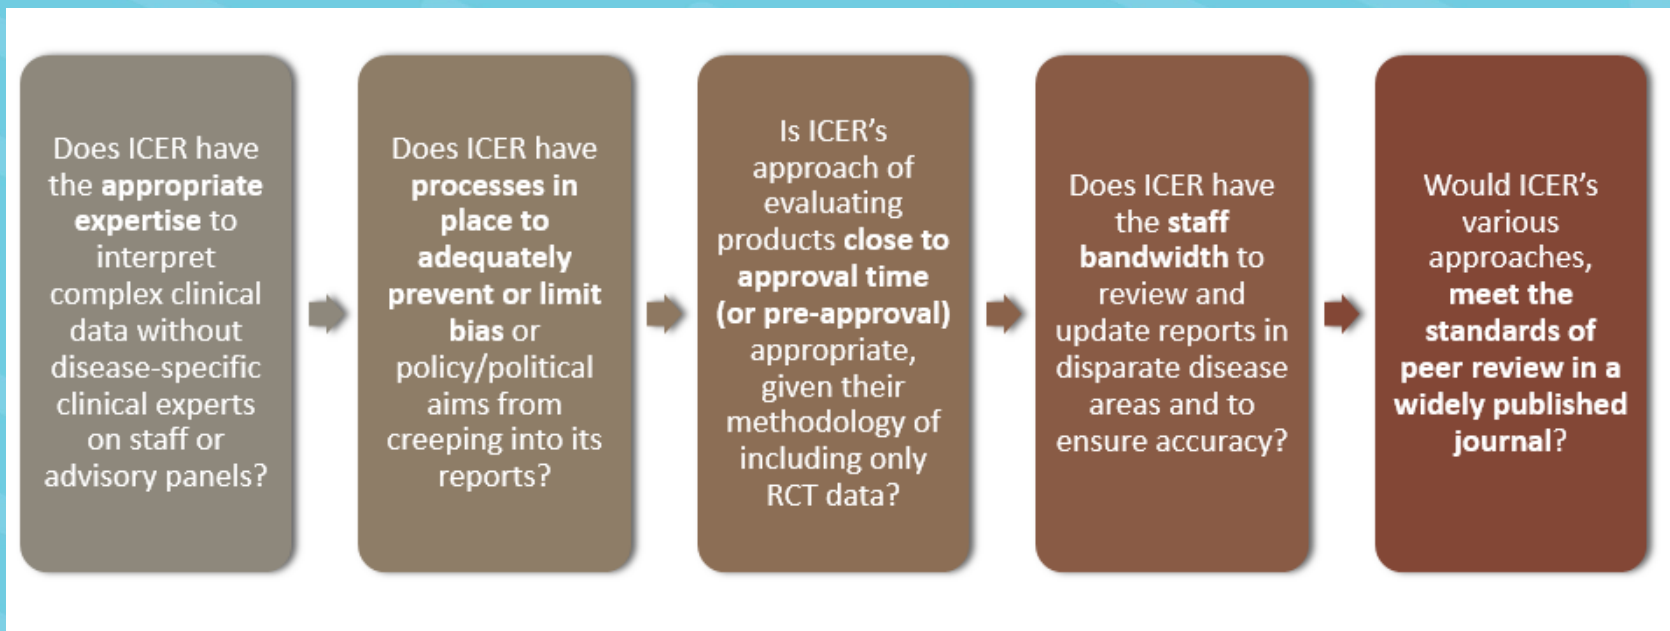 Does ICER have
the appropriate
expertise to
interpret
complex clinical
data without
disease-specific
clinical experts
on staff or
advisory panels?
Does ICER have
processes in
place to
adequately
prevent or limit
bias or
policy/political
aims from
creeping into its
reports?
Is ICER’s
approach of
evaluating
products close to
approval time
(or pre-approval)
appropriate,
given their
methodology of
including only
RCT data?
Does ICER have
the staff
bandwidth to
review and
update reports in
disparate disease
areas and to
ensure accuracy?
Would ICER’s
various
approaches,
meet the
standards of
peer review in a
widely published
journal?